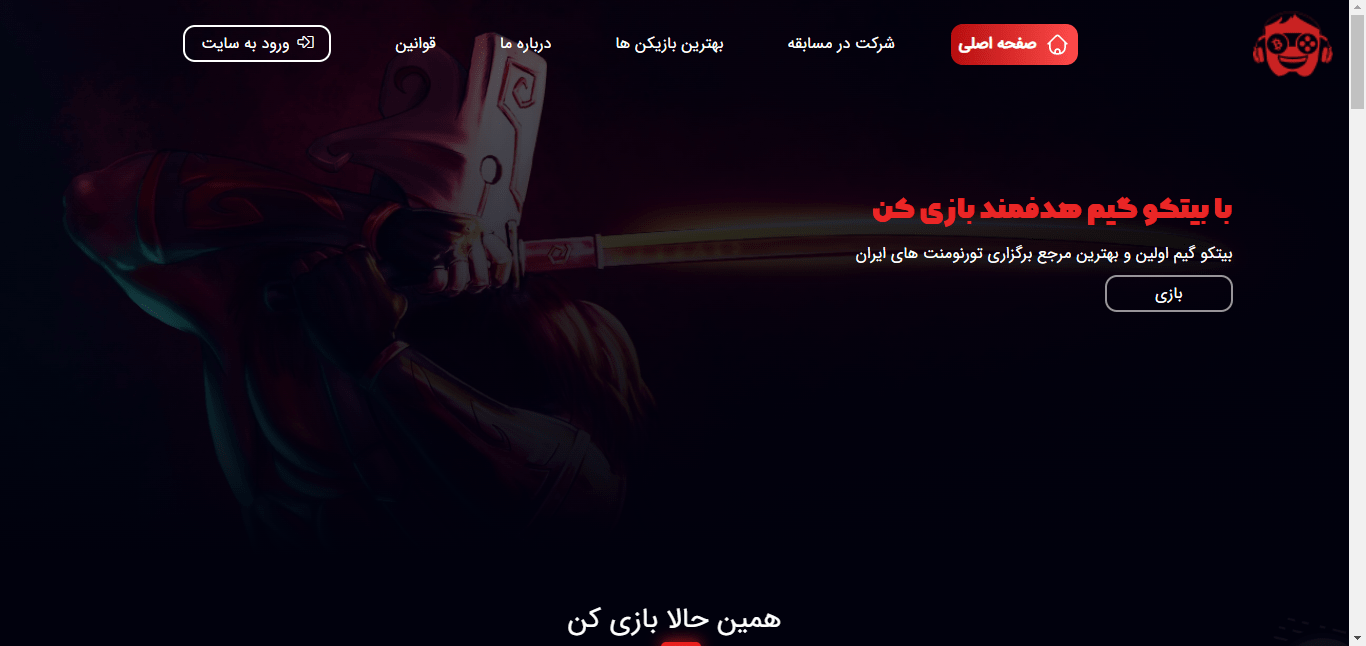 صفحه اصلی
شرکت در مسابقه
بهترین بازیکن ها
درباره ما
قوانین
ورود به سایت
با بیتکو گیم هدفمند بازی کن
بیتکو گیم اولین و بهترین مرجع برگزاری تورنومنت های ایران
بازی
همین حالا بازی کن